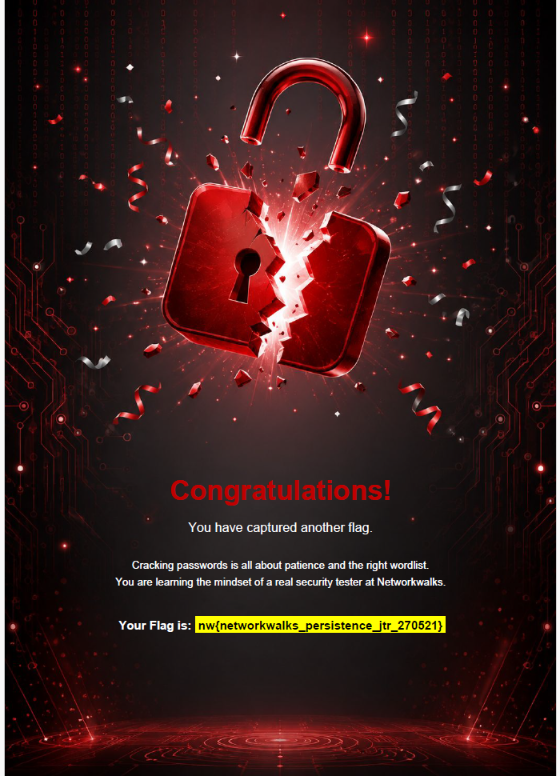 Congratulations!
You have captured another flag.
Cracking passwords is all about patience and the right wordlist.
You are learning the mindset of a real security tester at Networkwalks.
Your Flag is: nw{networkwalks_persistence_jtr_270521}